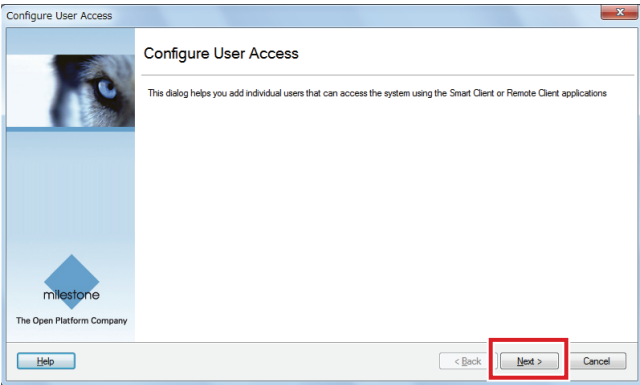 Configure User Access
Configure User Access
This dialog helps you add individual users that can access the system using the Smart Client or Remote Client applications
milestone
The Open Platform Company
Help
< Back
Next >
Cancel